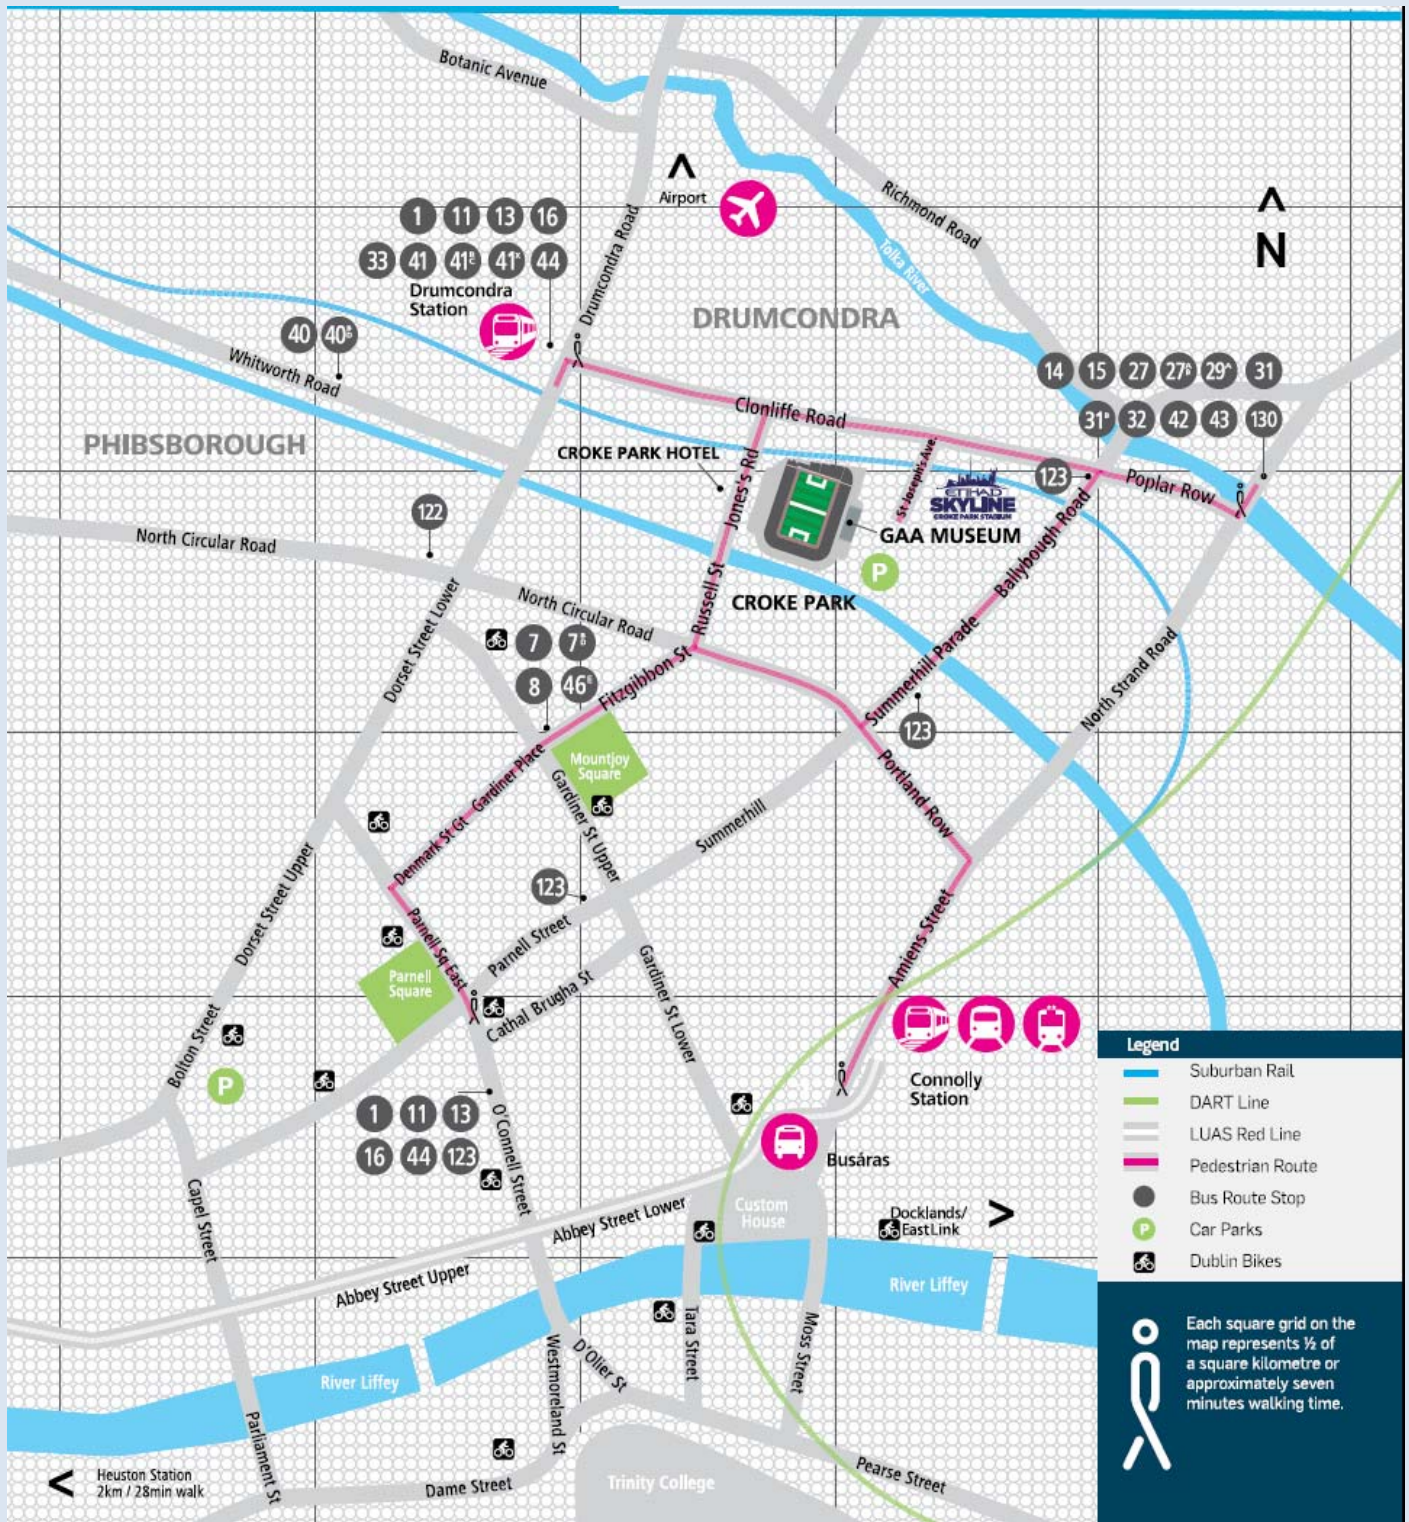 Botanic Avenue
Airport
Richmond Road
N
1 11 13 16
33 41 41ᴮ꜀ 41ˣ 44
Drumcondra
Station
Drumcondra Road
Tolka River
DRUMCONDRA
40
Whitworth Road
14 15 27 27ᴮ 29ᴬ 31
31ᴮ 32 42 43 130
Clonliffe Road
PHIBSBOROUGH
CROKE PARK HOTEL
Jones's Rd
St Joseph's Ave.
ETIHAD
SKYLINE
CROKE PARK STADIUM
123
Poplar Row
122
GAA MUSEUM
P
North Circular Road
Ballybough Road
Russell St
CROKE PARK
North Circular Road
Dorset Street Lower
7
8 46ᴱ
Fitzgibbon St
Summerhill Parade
North Strand Road
123
Mountjoy
Square
Gardiner Place
Gardiner St Upper
Portland Row
Summerhill
Denmark St Gt
Dorset Street Upper
123
Parnell Street
Parnell Sq East
Amiens Street
Parnell
Square
Cathal Brugha St
Gardiner St Lower
Bolton Street
P
Connolly
Station
1 11 13
16 44 123
O'Connell Street
Busáras
Capel Street
Abbey Street Lower
Custom
House
Docklands/
EastLink
Abbey Street Upper
River Liffey
River Liffey
Tara Street
Moss Street
D'Olier St
Westmoreland St
Parliament St
Heuston Station
2km / 28min walk
Dame Street
Trinity College
Pearse Street
Legend
Suburban Rail
DART Line
LUAS Red Line
Pedestrian Route
Bus Route Stop
P Car Parks
Dublin Bikes
Each square grid on the
map represents ½ of
a square kilometre or
approximately seven
minutes walking time.